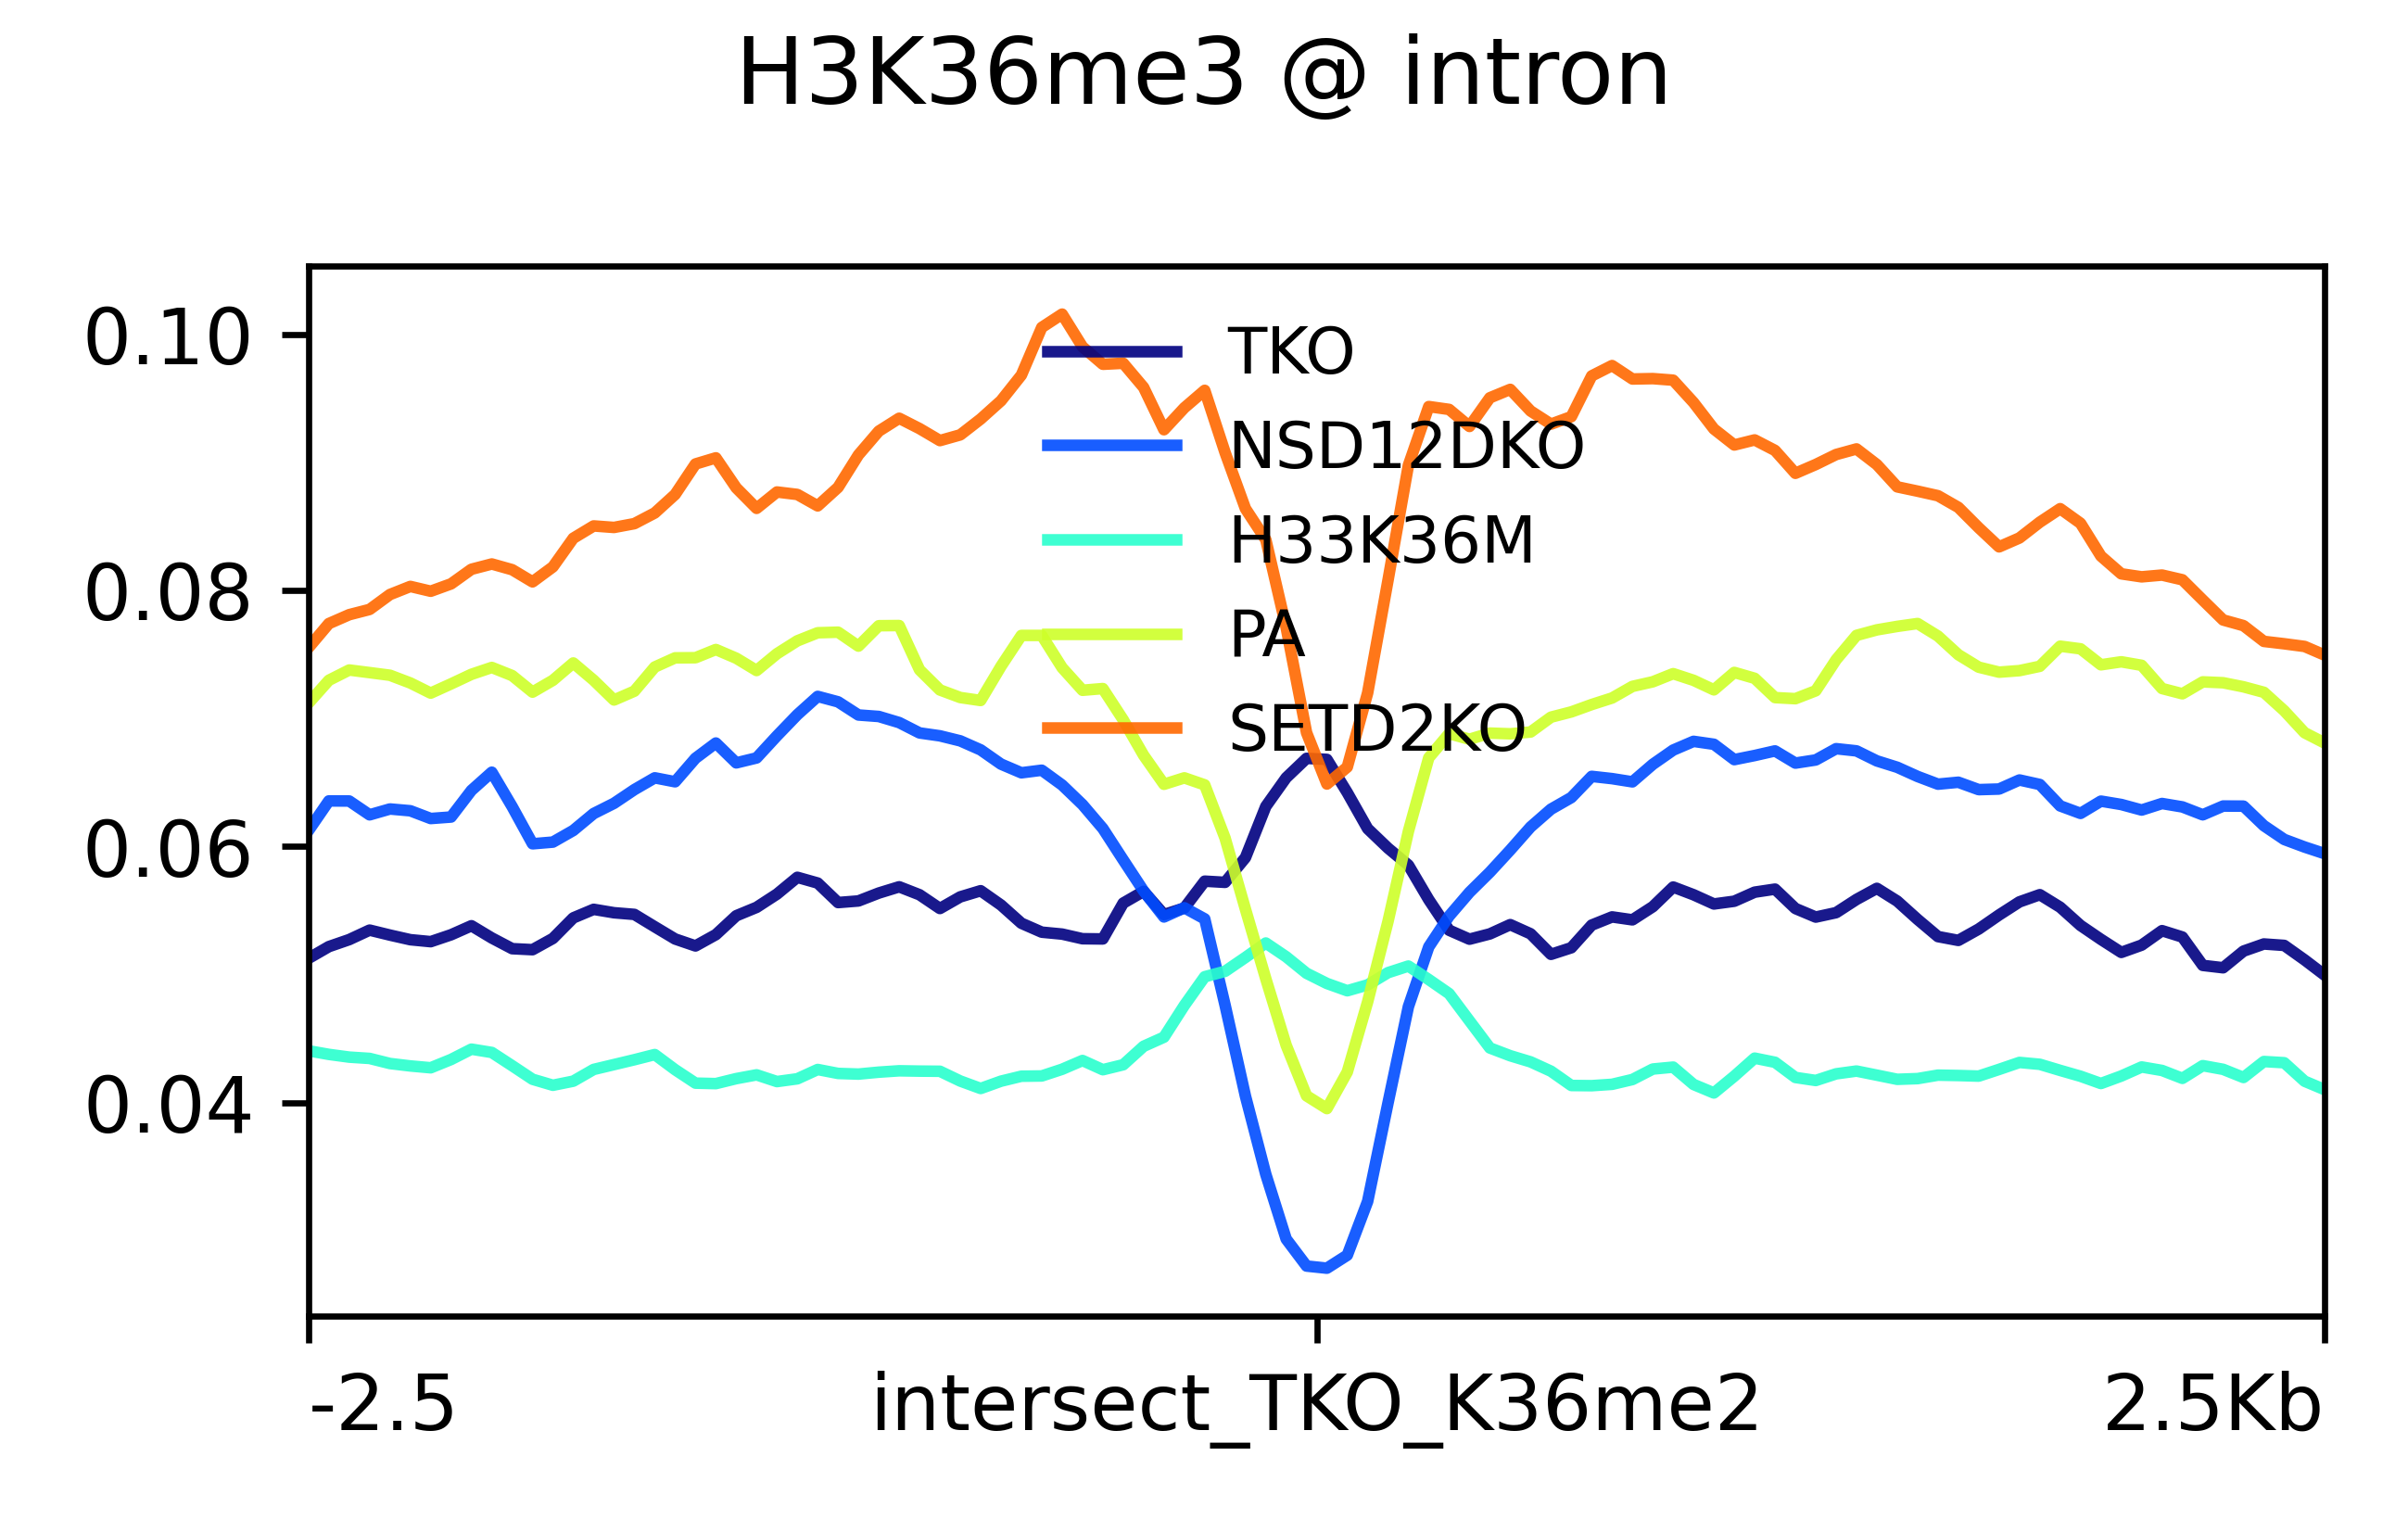 H3K36me3 @ intron
0.10
0.08
0.06
0.04
TKO
NSD12DKO
H33K36M
PA
SETD2KO
-2.5
intersect_TKO_K36me2
2.5Kb